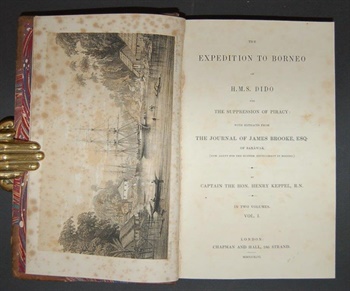 THE
EXPEDITION TO BORNEO
OF
H.M.S. DIDO
FOR
THE SUPPRESSION OF PIRACY:
WITH EXTRACTS FROM
THE JOURNAL OF JAMES BROOKE, ESQ.
OF SARAWAK
BY
CAPTAIN THE HON. HENRY KEPPEL, R.N.
IN TWO VOLUMES.
VOL. I.
LONDON:
CHAPMAN AND HALL, 186 STRAND.